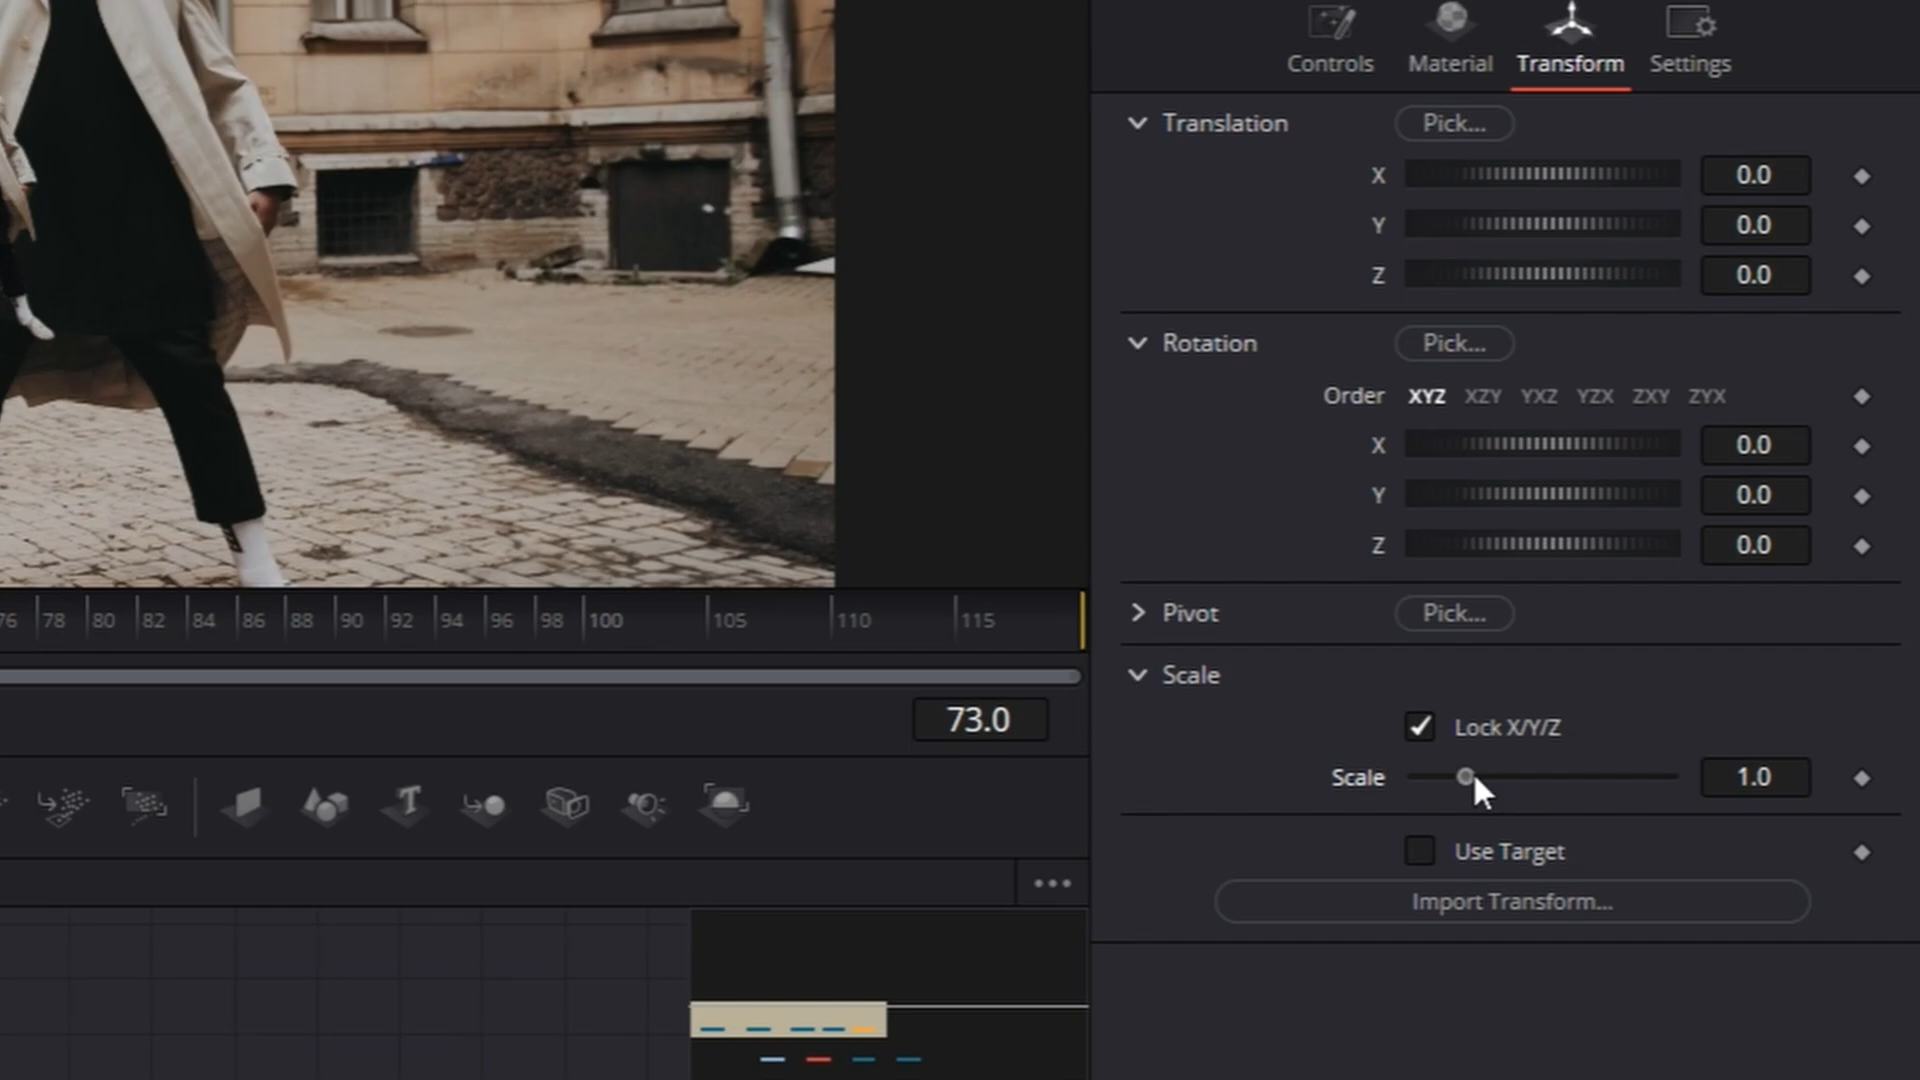 Controls Material Transform Settings
Translation Pick...
X 0.0
Y 0.0
Z 0.0
Rotation Pick...
Order XYZ XZY YXZ YZX ZXY ZYX
X 0.0
Y 0.0
Z 0.0
76 78 80 82 84 86 88 90 92 94 96 98 100 105 110 115
Pivot Pick...
Scale
73.0
Lock X/Y/Z
Scale 1.0
T
Use Target
Import Transform...